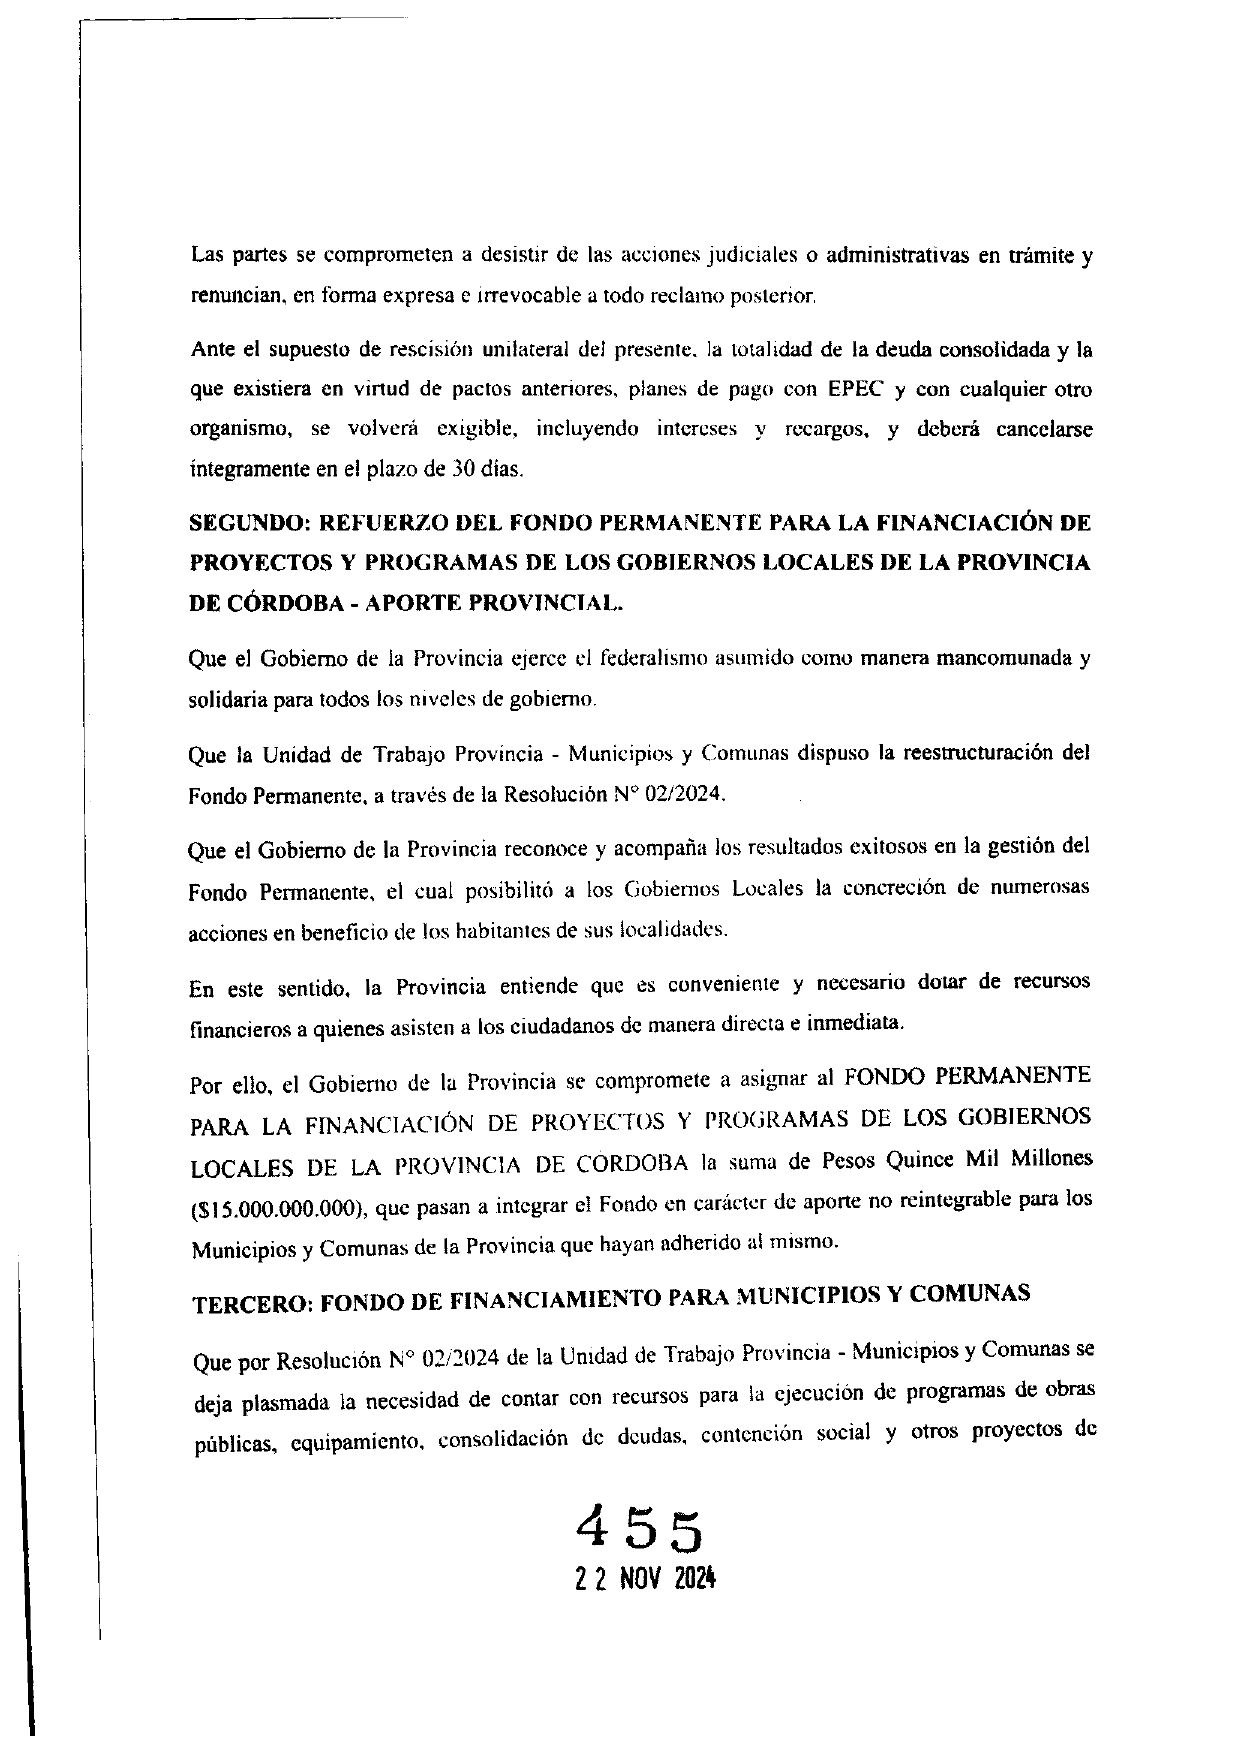 Las partes se comprometen a desistir de las acciones judiciales o administrativas en trámite y
renuncian, en forma expresa e irrevocable a todo reclamo posterior.
Ante el supuesto de rescisión unilateral del presente, la totalidad de la deuda consolidada y la
que existiera en virtud de pactos anteriores, planes de pago con EPEC y con cualquier otro
organismo, se volverá exigible, incluyendo intereses y recargos, y deberá cancelarse
íntegramente en el plazo de 30 días.
SEGUNDO: REFUERZO DEL FONDO PERMANENTE PARA LA FINANCIACIÓN DE
PROYECTOS Y PROGRAMAS DE LOS GOBIERNOS LOCALES DE LA PROVINCIA
DE CÓRDOBA - APORTE PROVINCIAL.
Que el Gobierno de la Provincia ejerce el federalismo asumido como manera mancomunada y
solidaria para todos los niveles de gobierno.
Que la Unidad de Trabajo Provincia - Municipios y Comunas dispuso la reestructuración del
Fondo Permanente, a través de la Resolución N° 02/2024.
Que el Gobierno de la Provincia reconoce y acompaña los resultados exitosos en la gestión del
Fondo Permanente, el cual posibilitó a los Gobiernos Locales la concreción de numerosas
acciones en beneficio de los habitantes de sus localidades.
En este sentido, la Provincia entiende que es conveniente y necesario dotar de recursos
financieros a quienes asisten a los ciudadanos de manera directa e inmediata.
Por ello, el Gobierno de la Provincia se compromete a asignar al FONDO PERMANENTE
PARA LA FINANCIACIÓN DE PROYECTOS Y PROGRAMAS DE LOS GOBIERNOS
LOCALES DE LA PROVINCIA DE CORDOBA la suma de Pesos Quince Mil Millones
($15.000.000.000), que pasan a integrar el Fondo en carácter de aporte no reintegrable para los
Municipios y Comunas de la Provincia que hayan adherido al mismo.
TERCERO: FONDO DE FINANCIAMIENTO PARA MUNICIPIOS Y COMUNAS
Que por Resolución N° 02/2024 de la Unidad de Trabajo Provincia - Municipios y Comunas se
deja plasmada la necesidad de contar con recursos para la ejecución de programas de obras
públicas, equipamiento, consolidación de deudas, contención social y otros proyectos de
455
22 NOV 2024